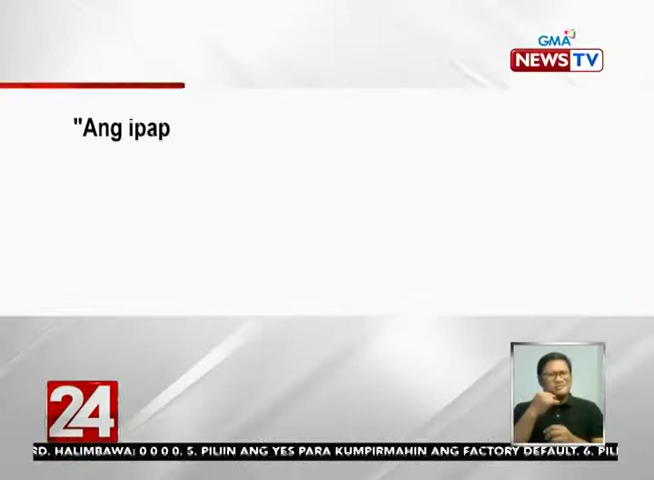 GMA
NEWS TV
"Ang ipap
24
RD. HALIMBAWA: 0 0 0 0. 5. PILIIN ANG YES PARA KUMPIRMAHIN ANG FACTORY DEFAULT. 6. PILI